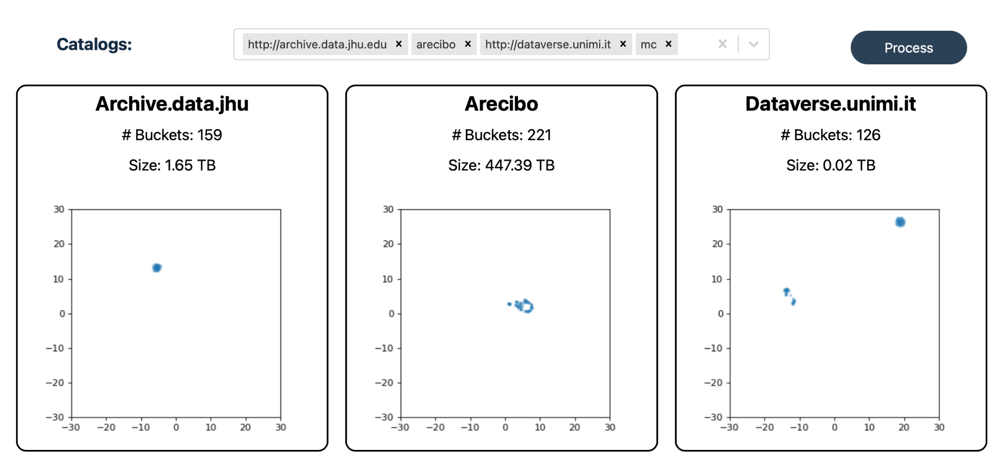 Catalogs:
http://archive.data.jhu.edu × arecibo × http://dataverse.unimi.it × mc ×
Process
Archive.data.jhu
# Buckets: 159
Size: 1.65 TB
30
20
10
0
−10
−20
−30
−30 −20 −10 0 10 20 30
Arecibo
# Buckets: 221
Size: 447.39 TB
30
20
10
0
−10
−20
−30
−30 −20 −10 0 10 20 30
Dataverse.unimi.it
# Buckets: 126
Size: 0.02 TB
30
20
10
0
−10
−20
−30
−30 −20 −10 0 10 20 30